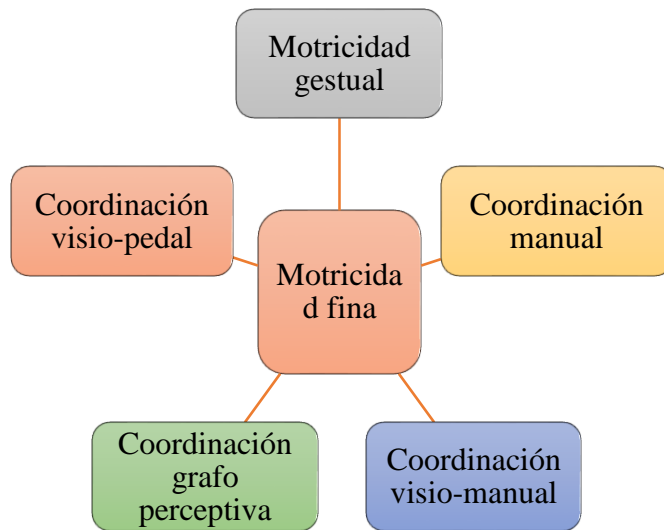 Motricidad
gestual
Coordinación
visio-pedal
Coordinación
manual
Motricida
d fina
Coordinación
grafo
perceptiva
Coordinación
visio-manual